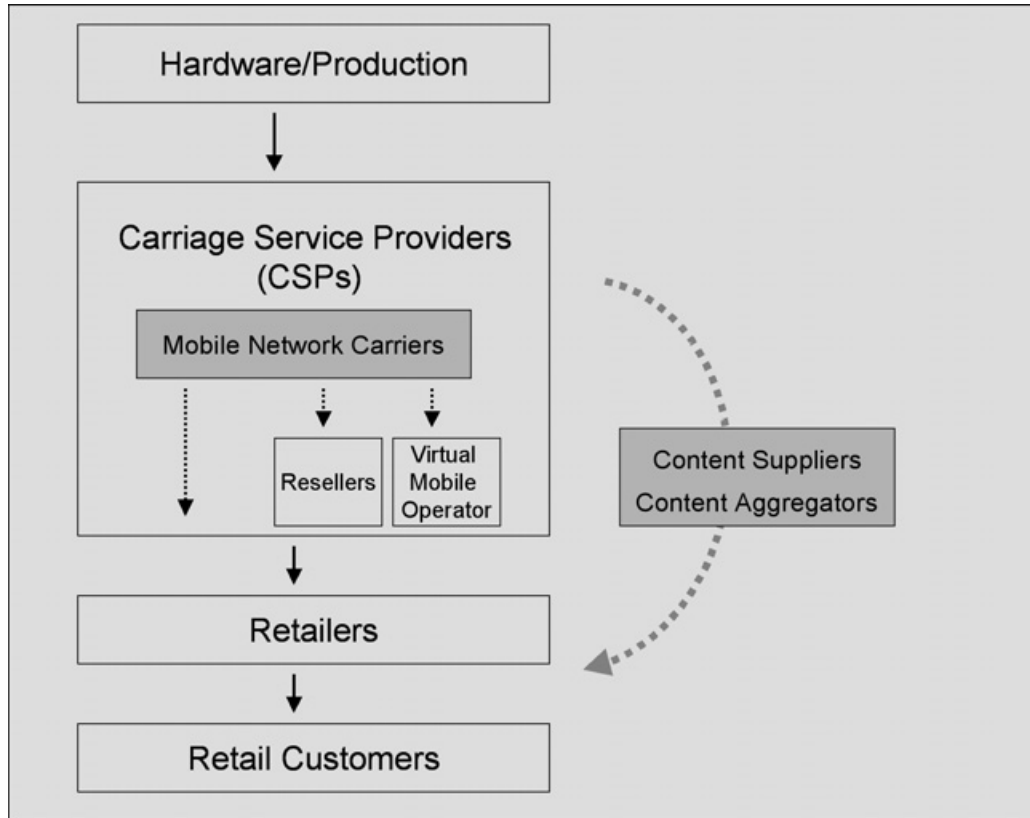 Hardware/Production
Carriage Service Providers
(CSPs)
Mobile Network Carriers
Resellers
Virtual
Mobile
Operator
Content Suppliers
Content Aggregators
Retailers
Retail Customers